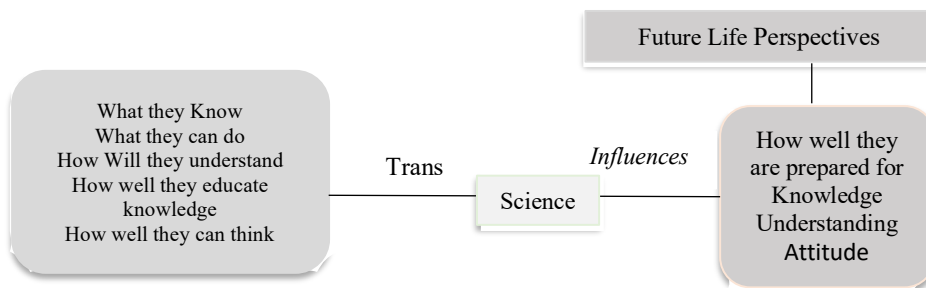 Future Life Perspectives
What they Know
What they can do
How Will they understand
How well they educate
knowledge
How well they can think
Trans
Science
Influences
How well they
are prepared for
Knowledge
Understanding
Attitude